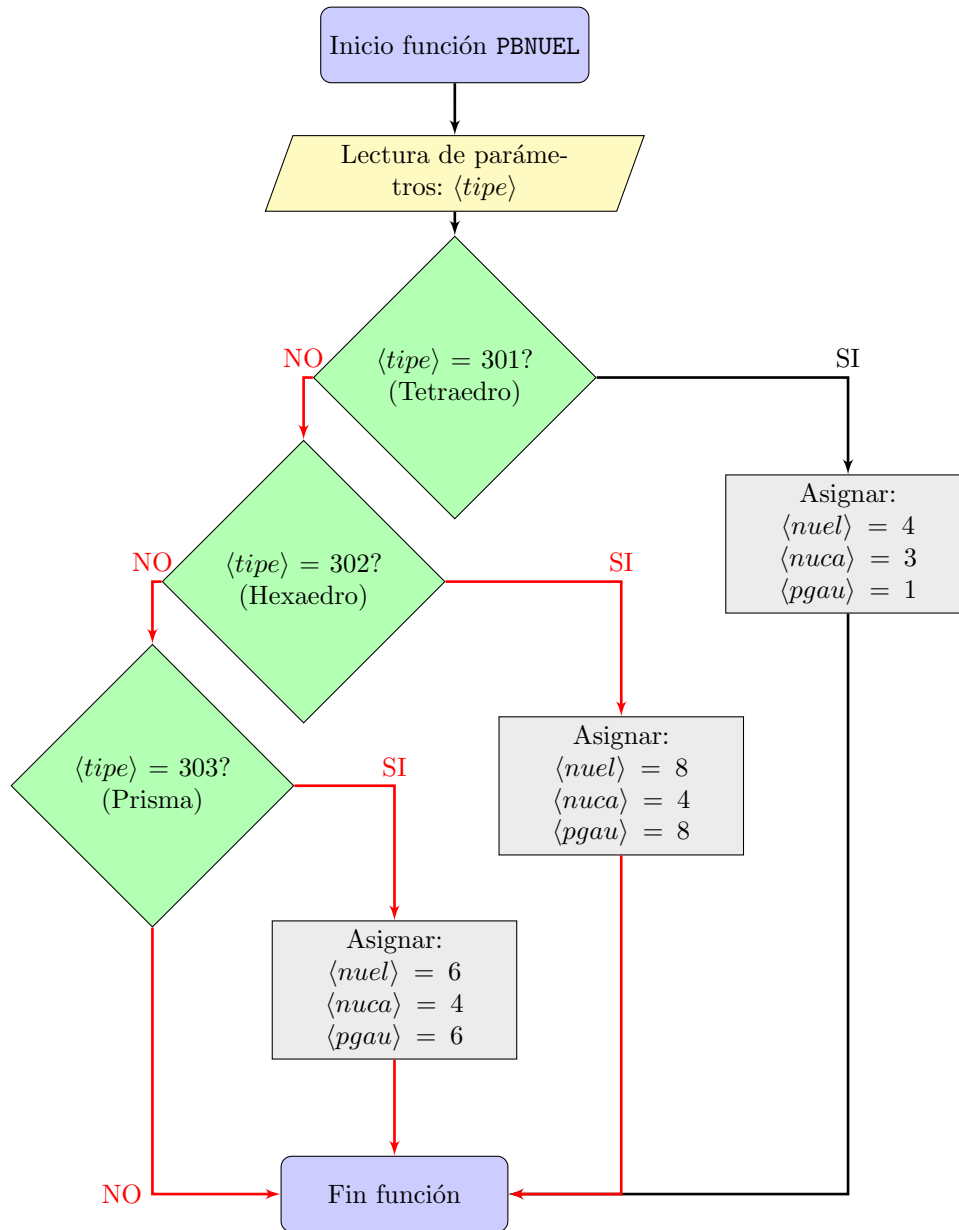 Inicio función PBNUEL
Lectura de paráme-
tros: ⟨tipe⟩
⟨tipe⟩ = 301?
(Tetraedro)
NO
SI
Asignar:
⟨nuel⟩ = 4
⟨nuca⟩ = 3
⟨pgau⟩ = 1
⟨tipe⟩ = 302?
(Hexaedro)
NO
SI
Asignar:
⟨nuel⟩ = 8
⟨nuca⟩ = 4
⟨pgau⟩ = 8
⟨tipe⟩ = 303?
(Prisma)
SI
Asignar:
⟨nuel⟩ = 6
⟨nuca⟩ = 4
⟨pgau⟩ = 6
NO
Fin función